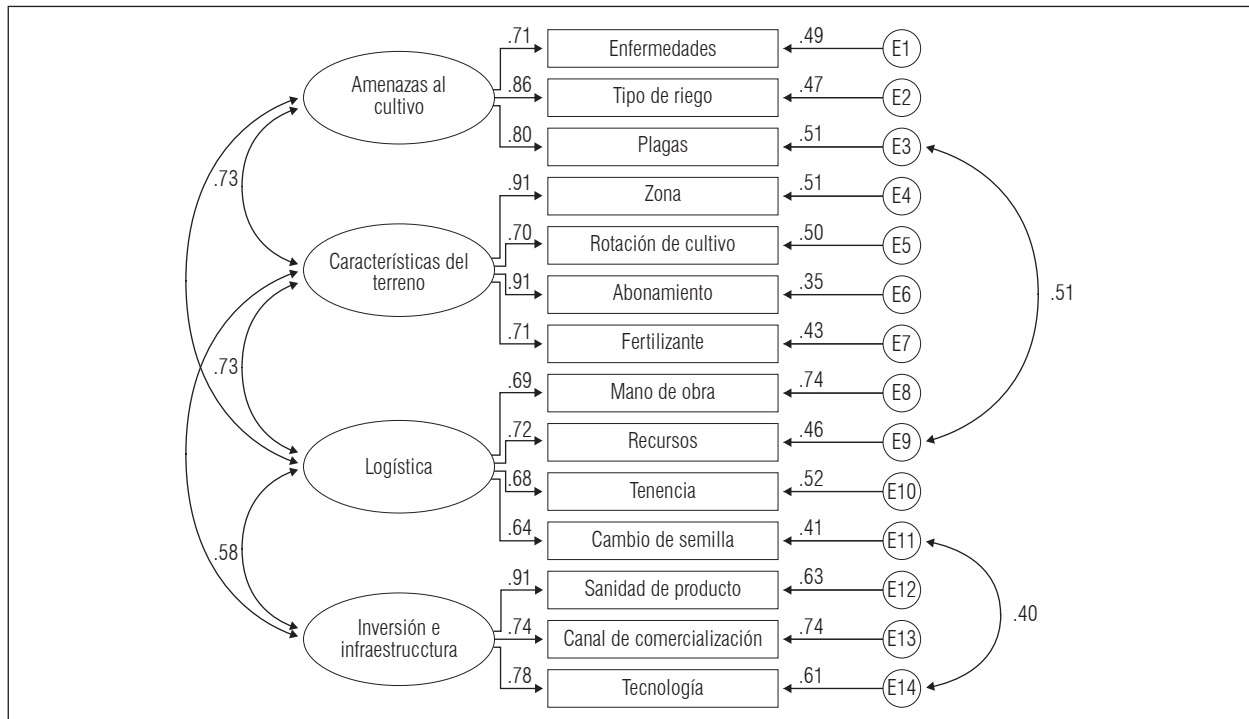 .71
Enfermedades
.49
E1
Amenazas al
cultivo
.86
Tipo de riego
.47
E2
.80
Plagas
.51
E3
.73
.91
Zona
.51
E4
Características del
terreno
.70
Rotación de cultivo
.50
E5
.91
Abonamiento
.35
E6
.51
.71
Fertilizante
.43
E7
.73
.69
Mano de obra
.74
E8
Logística
.72
Recursos
.46
E9
.68
Tenencia
.52
E10
.64
Cambio de semilla
.41
E11
.58
.91
Sanidad de producto
.63
E12
.40
Inversión e
infraestrucctura
.74
Canal de comercialización
.74
E13
.78
Tecnología
.61
E14